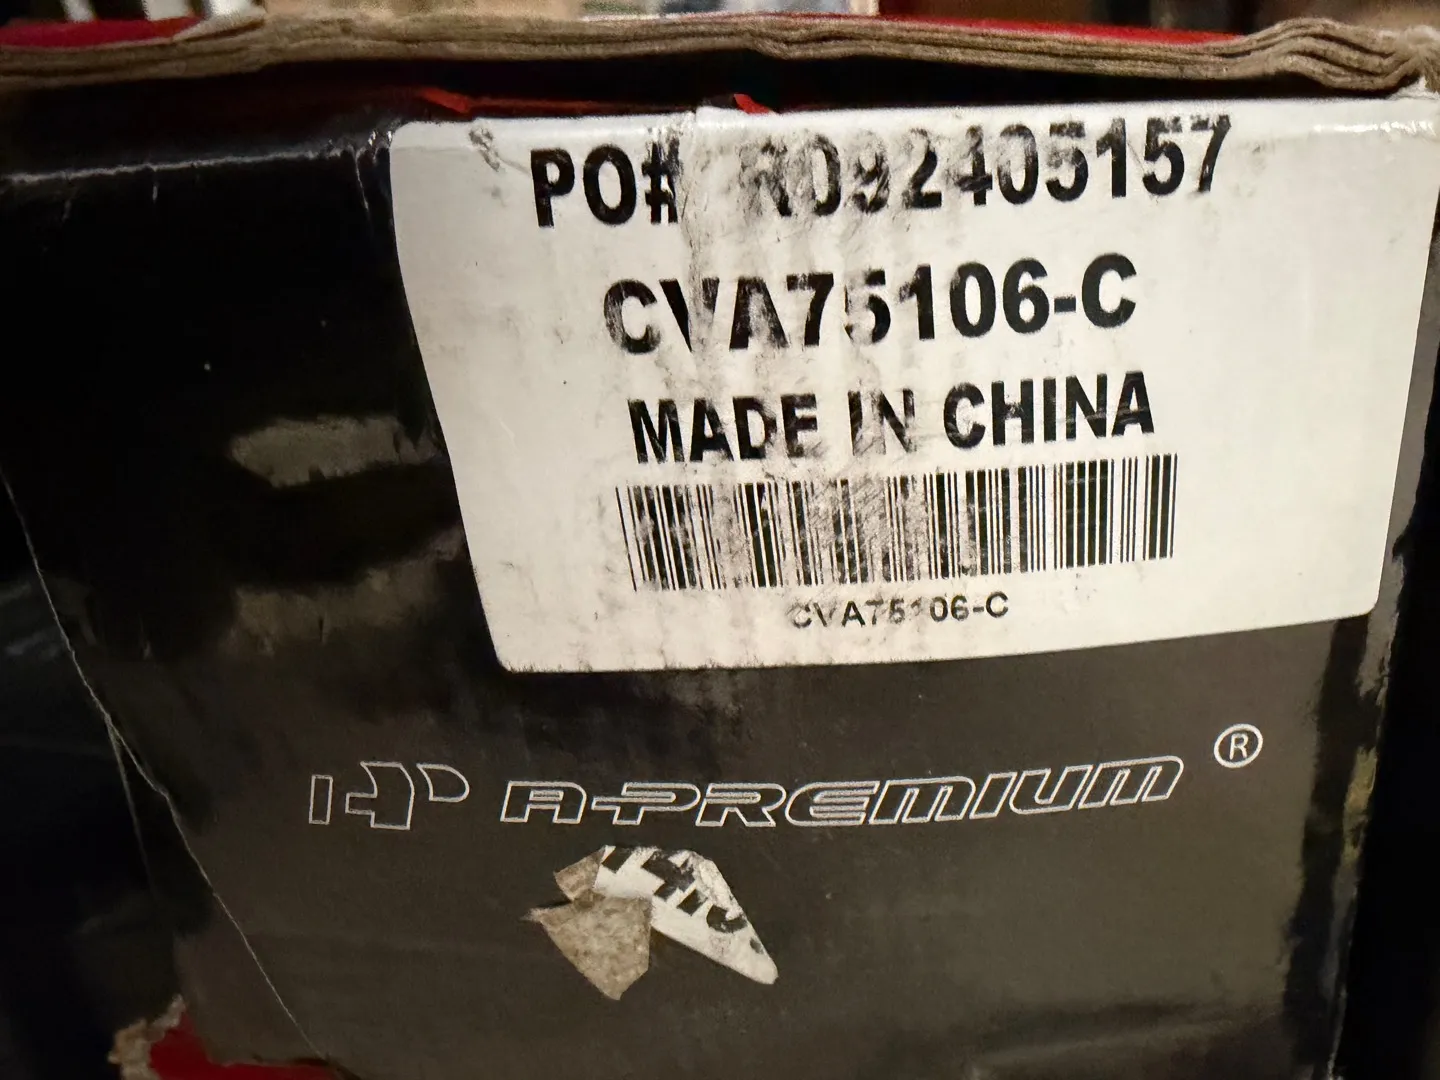 PO# R092405157
CVA75106-C
MADE IN CHINA
CVA75106-C
A-PREMIUM ®